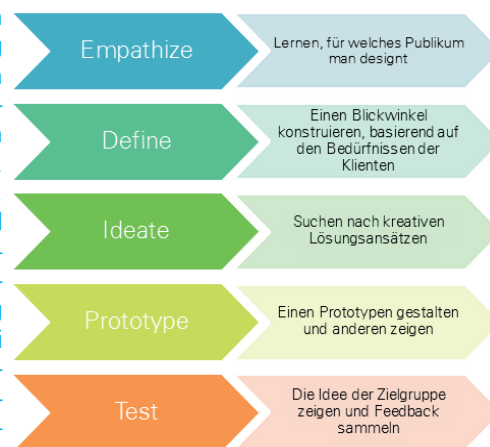 Empathize
Lernen, für welches Publikum
man designt
Define
Einen Blickwinkel
konstruieren, basierend auf
den Bedürfnissen der
Klienten
Ideate
Suchen nach kreativen
Lösungsansätzen
Prototype
Einen Prototypen gestalten
und anderen zeigen
Test
Die Idee der Zielgruppe
zeigen und Feedback
sammeln